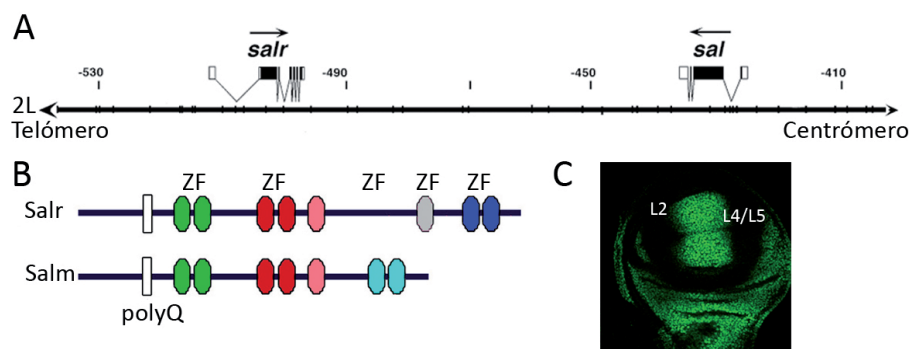 A
salr
sal
-530
-490
-450
-410
2L
Telómero
Centrómero
B
ZF
ZF
ZF
ZF
ZF
Salr
Salm
polyQ
C
L2
L4/L5